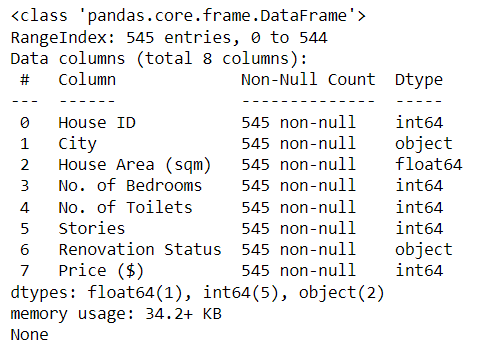 <class 'pandas.core.frame.DataFrame'>
RangeIndex: 545 entries, 0 to 544
Data columns (total 8 columns):
 #   Column             Non-Null Count  Dtype
---  ------             --------------  -----
 0   House ID           545 non-null    int64
 1   City               545 non-null    object
 2   House Area (sqm)   545 non-null    float64
 3   No. of Bedrooms    545 non-null    int64
 4   No. of Toilets     545 non-null    int64
 5   Stories            545 non-null    int64
 6   Renovation Status  545 non-null    object
 7   Price ($)          545 non-null    int64
dtypes: float64(1), int64(5), object(2)
memory usage: 34.2+ KB
None